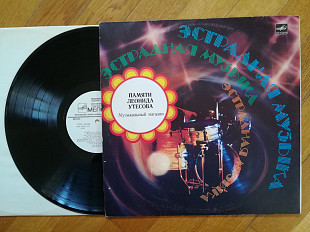 ЭСТРАДНАЯ МУЗЫКА
ЭСТРАДНАЯ МУЗЫКА
ЭСТРАДНАЯ МУЗЫКА
ПАМЯТИ
ЛЕОНИДА
УТЕСОВА
Музыкальный магазин